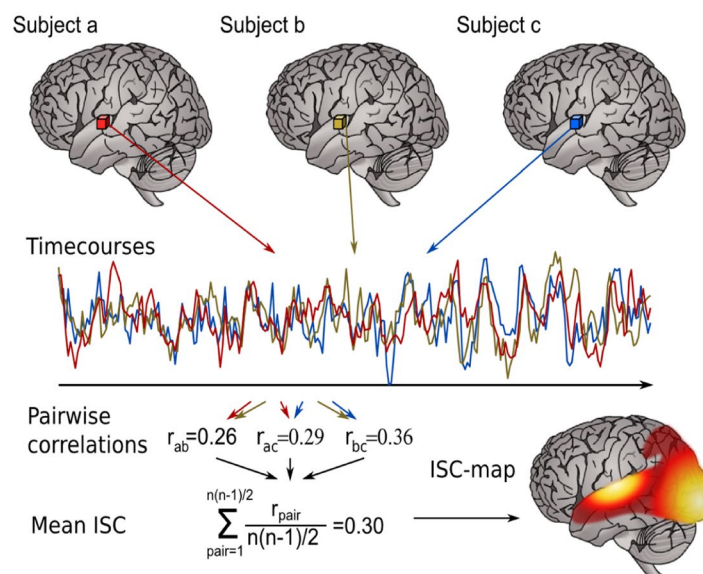 Subject a
Subject b
Subject c
Timecourses
Pairwise
correlations
r_ab=0.26
r_ac=0.29
r_bc=0.36
ISC-map
Mean ISC
n(n-1)/2
∑
pair=1
r_pair
n(n-1)/2
=0.30